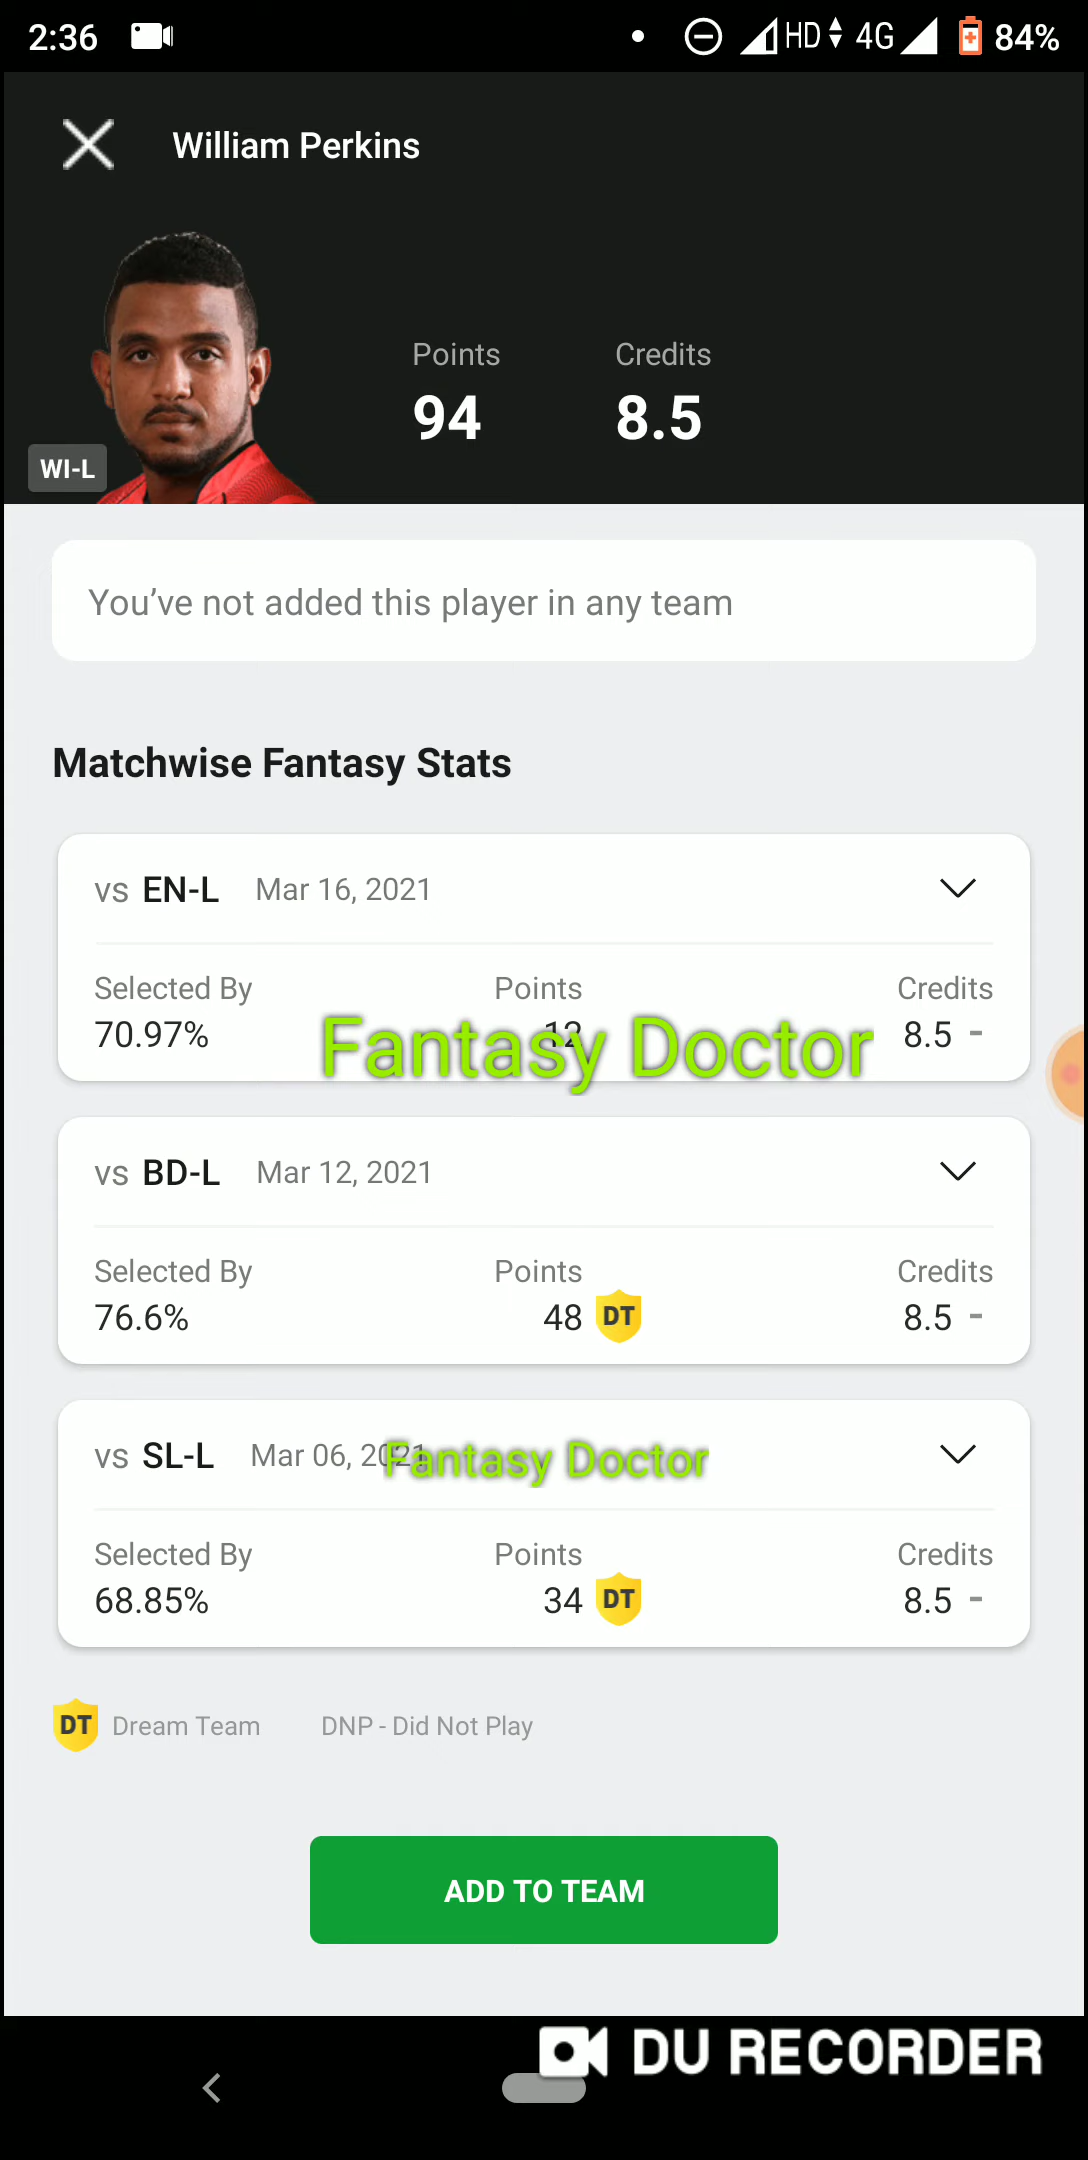 2:36 HD 4G 84%
William Perkins
Points Credits
94 8.5
WI-L
You’ve not added this player in any team
Matchwise Fantasy Stats
vs EN-L Mar 16, 2021
Selected By Points Credits
70.97% 12 8.5 -
Fantasy Doctor
vs BD-L Mar 12, 2021
Selected By Points Credits
76.6% 48 DT 8.5 -
vs SL-L Mar 06, 2021
Fantasy Doctor
Selected By Points Credits
68.85% 34 DT 8.5 -
DT Dream Team DNP - Did Not Play
ADD TO TEAM
DU RECORDER